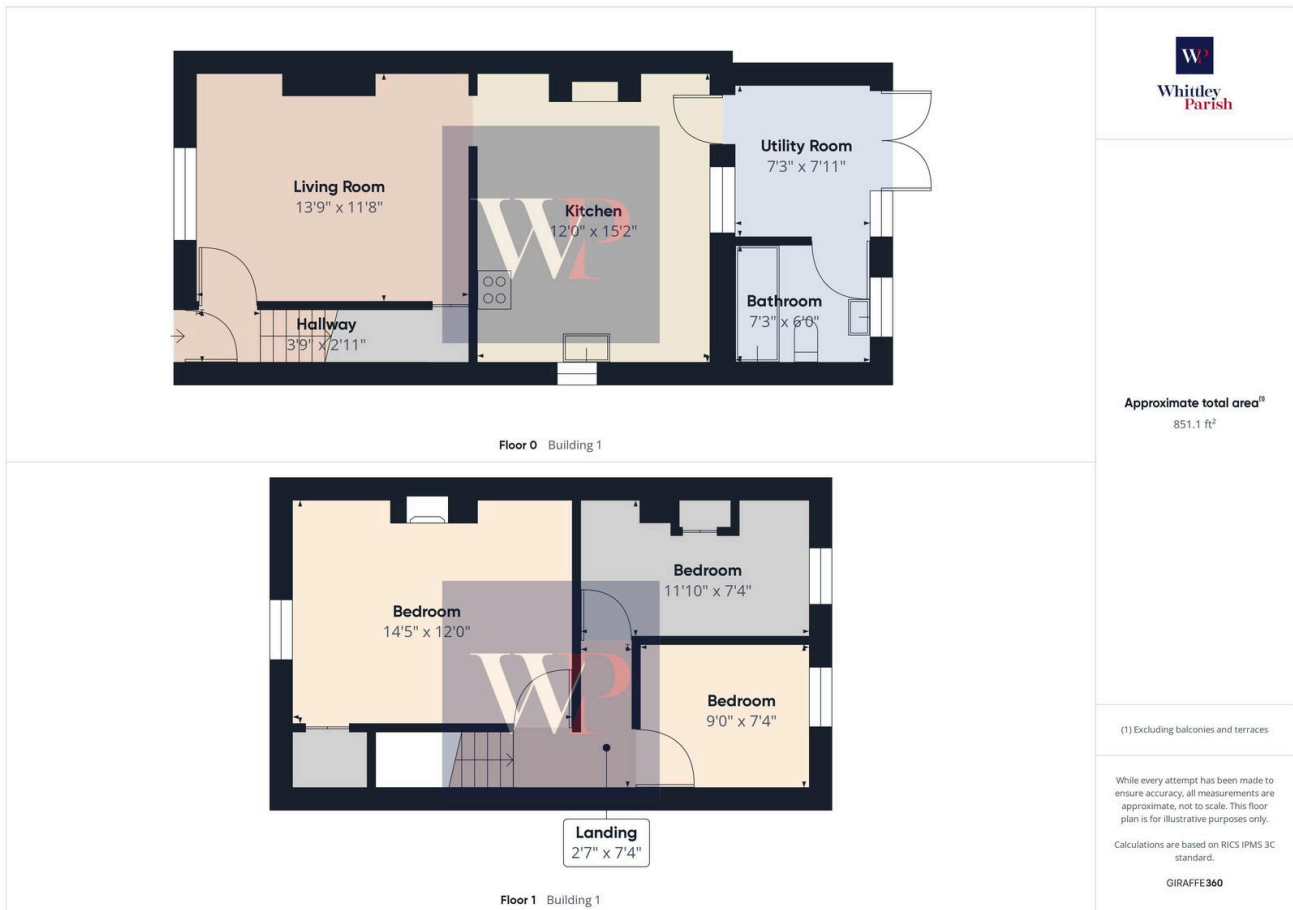 Living Room
13'9" x 11'8"
Kitchen
12'0" x 15'2"
Utility Room
7'3" x 7'11"
Bathroom
7'3" x 6'0"
Hallway
3'9" x 2'11"
WP
Floor 0 Building 1
Bedroom
14'5" x 12'0"
Bedroom
11'10" x 7'4"
Bedroom
9'0" x 7'4"
WP
Landing
2'7" x 7'4"
Floor 1 Building 1
WP
Whittley
Parish
Approximate total area⁽¹⁾
851.1 ft²
(1) Excluding balconies and terraces
While every attempt has been made to
ensure accuracy, all measurements are
approximate, not to scale. This floor
plan is for illustrative purposes only.
Calculations are based on RICS IPMS 3C
standard.
GIRAFFE360